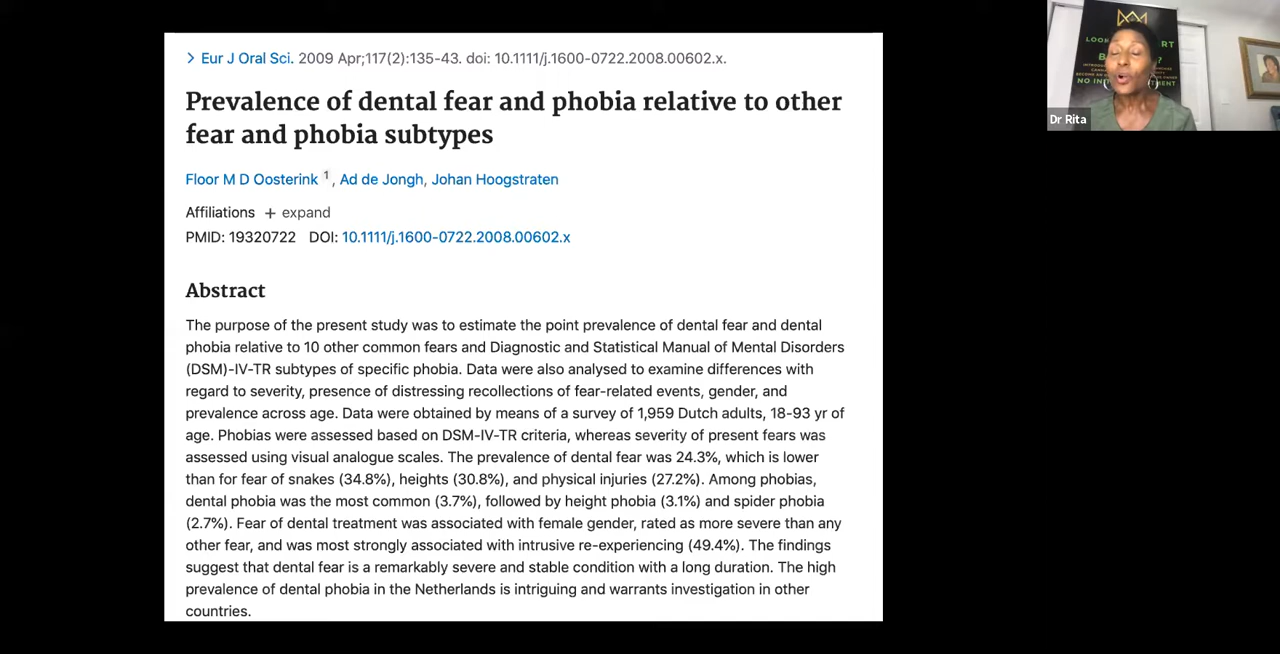 > Eur J Oral Sci. 2009 Apr;117(2):135-43. doi: 10.1111/j.1600-0722.2008.00602.x.
Prevalence of dental fear and phobia relative to other
fear and phobia subtypes
Floor M D Oosterink 1, Ad de Jongh, Johan Hoogstraten
Affiliations + expand
PMID: 19320722 DOI: 10.1111/j.1600-0722.2008.00602.x
Abstract
The purpose of the present study was to estimate the point prevalence of dental fear and dental
phobia relative to 10 other common fears and Diagnostic and Statistical Manual of Mental Disorders
(DSM)-IV-TR subtypes of specific phobia. Data were also analysed to examine differences with
regard to severity, presence of distressing recollections of fear-related events, gender, and
prevalence across age. Data were obtained by means of a survey of 1,959 Dutch adults, 18-93 yr of
age. Phobias were assessed based on DSM-IV-TR criteria, whereas severity of present fears was
assessed using visual analogue scales. The prevalence of dental fear was 24.3%, which is lower
than for fear of snakes (34.8%), heights (30.8%), and physical injuries (27.2%). Among phobias,
dental phobia was the most common (3.7%), followed by height phobia (3.1%) and spider phobia
(2.7%). Fear of dental treatment was associated with female gender, rated as more severe than any
other fear, and was most strongly associated with intrusive re-experiencing (49.4%). The findings
suggest that dental fear is a remarkably severe and stable condition with a long duration. The high
prevalence of dental phobia in the Netherlands is intriguing and warrants investigation in other
countries.
Dr Rita